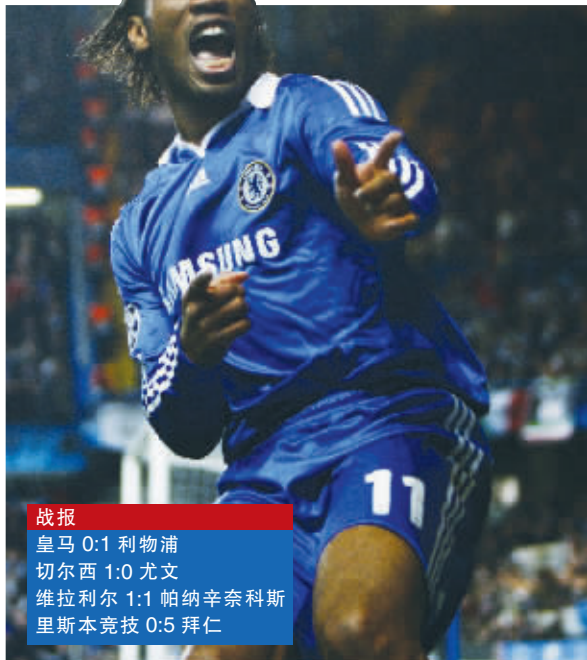 SAMSUNG
11
战报
皇马 0:1 利物浦
切尔西 1:0 尤文
维拉利尔 1:1 帕纳辛奈科斯
里斯本竞技 0:5 拜仁